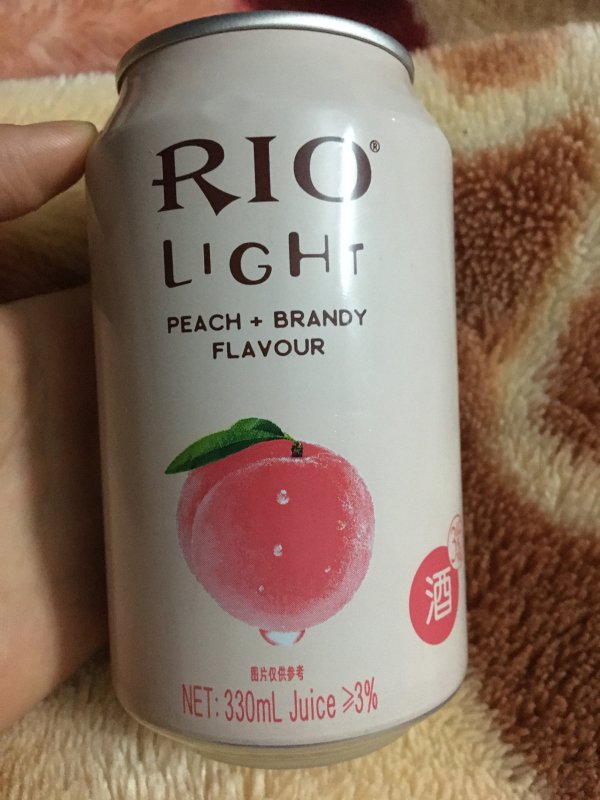 RIO®
LIGHT
PEACH + BRANDY
FLAVOUR
酒
图片仅供参考
NET: 330mL Juice ⩾3%